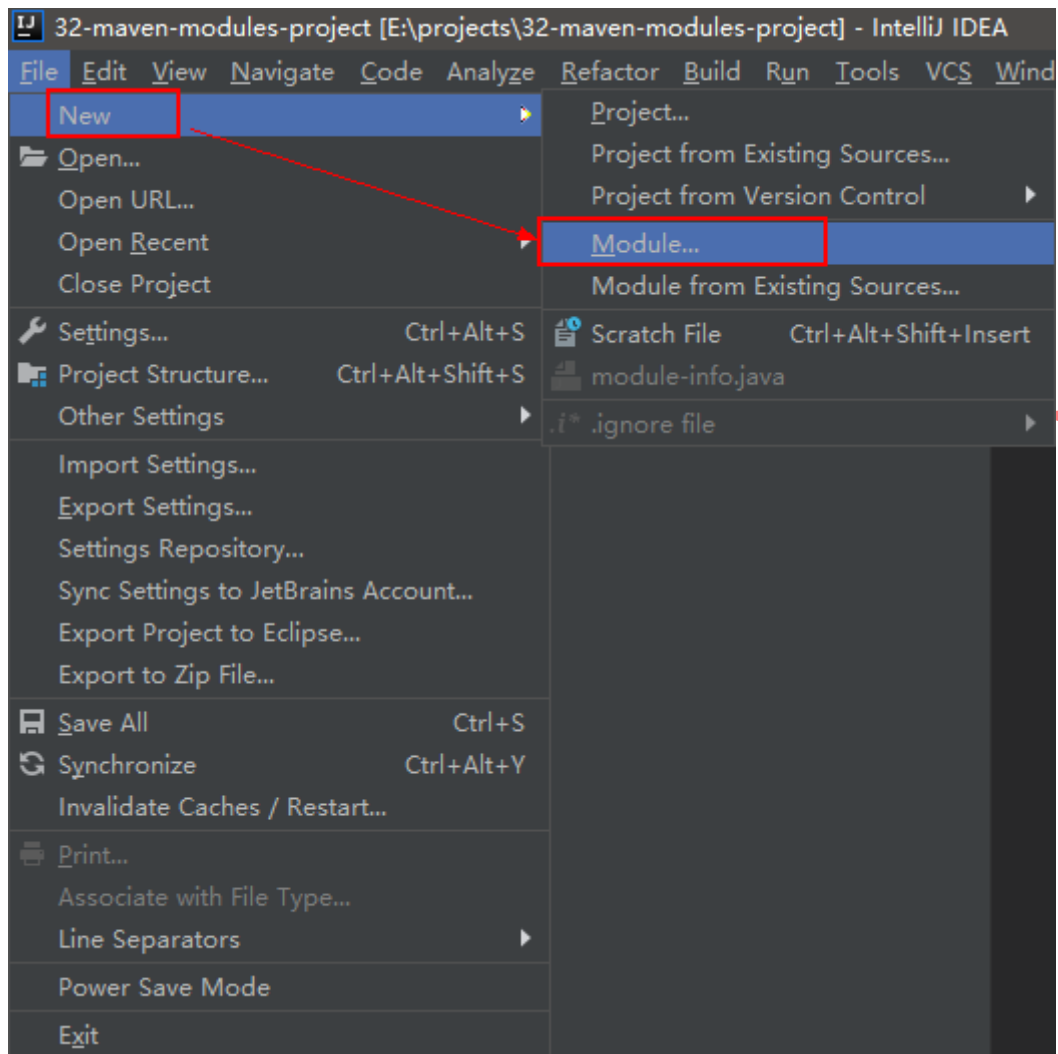 IJ 32-maven-modules-project [E:\projects\32-maven-modules-project] - IntelliJ IDEA
File Edit View Navigate Code Analyze Refactor Build Run Tools VCS Wind
New
Open...
Open URL...
Open Recent
Close Project
Settings... Ctrl+Alt+S
Project Structure... Ctrl+Alt+Shift+S
Other Settings
Import Settings...
Export Settings...
Settings Repository...
Sync Settings to JetBrains Account...
Export Project to Eclipse...
Export to Zip File...
Save All Ctrl+S
Synchronize Ctrl+Alt+Y
Invalidate Caches / Restart...
Print...
Associate with File Type...
Line Separators
Power Save Mode
Exit
Project...
Project from Existing Sources...
Project from Version Control
Module...
Module from Existing Sources...
Scratch File Ctrl+Alt+Shift+Insert
module-info.java
.i* .ignore file